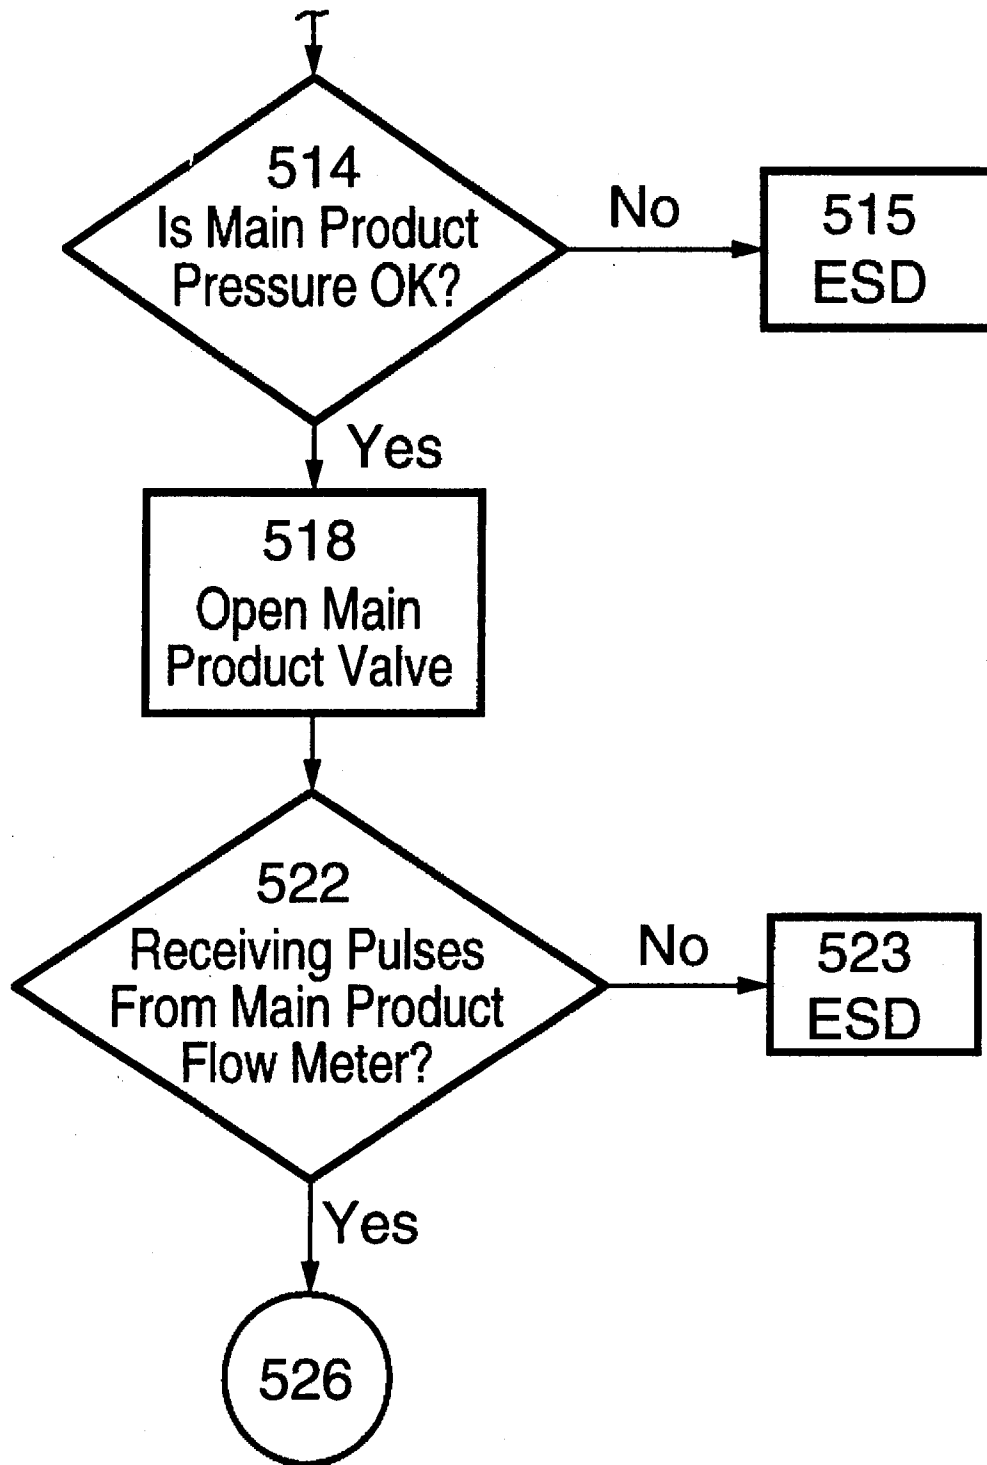 514
Is Main Product
Pressure OK?
No
515
ESD
Yes
518
Open Main
Product Valve
522
Receiving Pulses
From Main Product
Flow Meter?
No
523
ESD
Yes
526